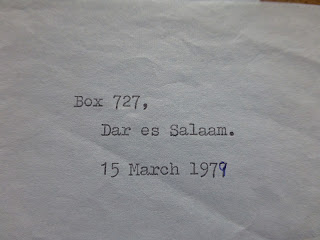 Box 727,
Dar es Salaam.
15 March 1979